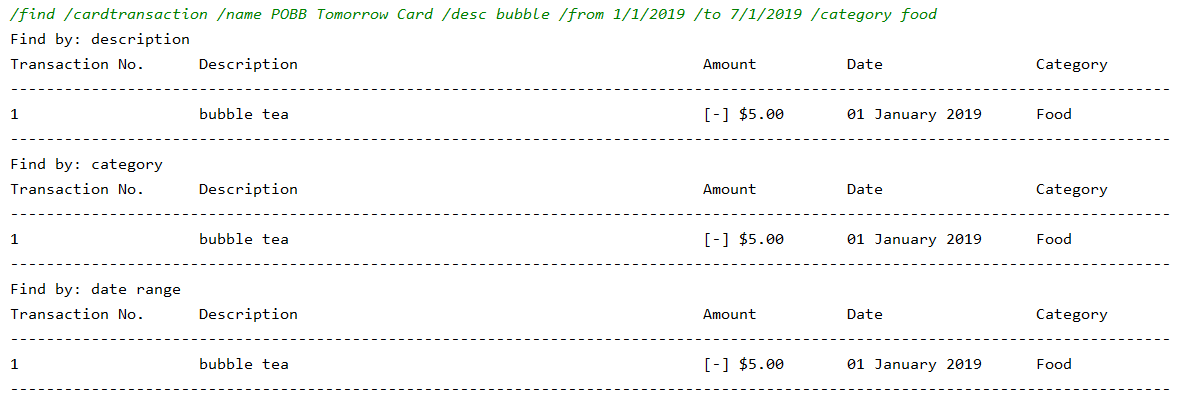 /find /cardtransaction /name POBB Tomorrow Card /desc bubble /from 1/1/2019 /to 7/1/2019 /category food
Find by: description
Transaction No. Description Amount Date Category
1 bubble tea [-] $5.00 01 January 2019 Food
Find by: category
Transaction No. Description Amount Date Category
1 bubble tea [-] $5.00 01 January 2019 Food
Find by: date range
Transaction No. Description Amount Date Category
1 bubble tea [-] $5.00 01 January 2019 Food